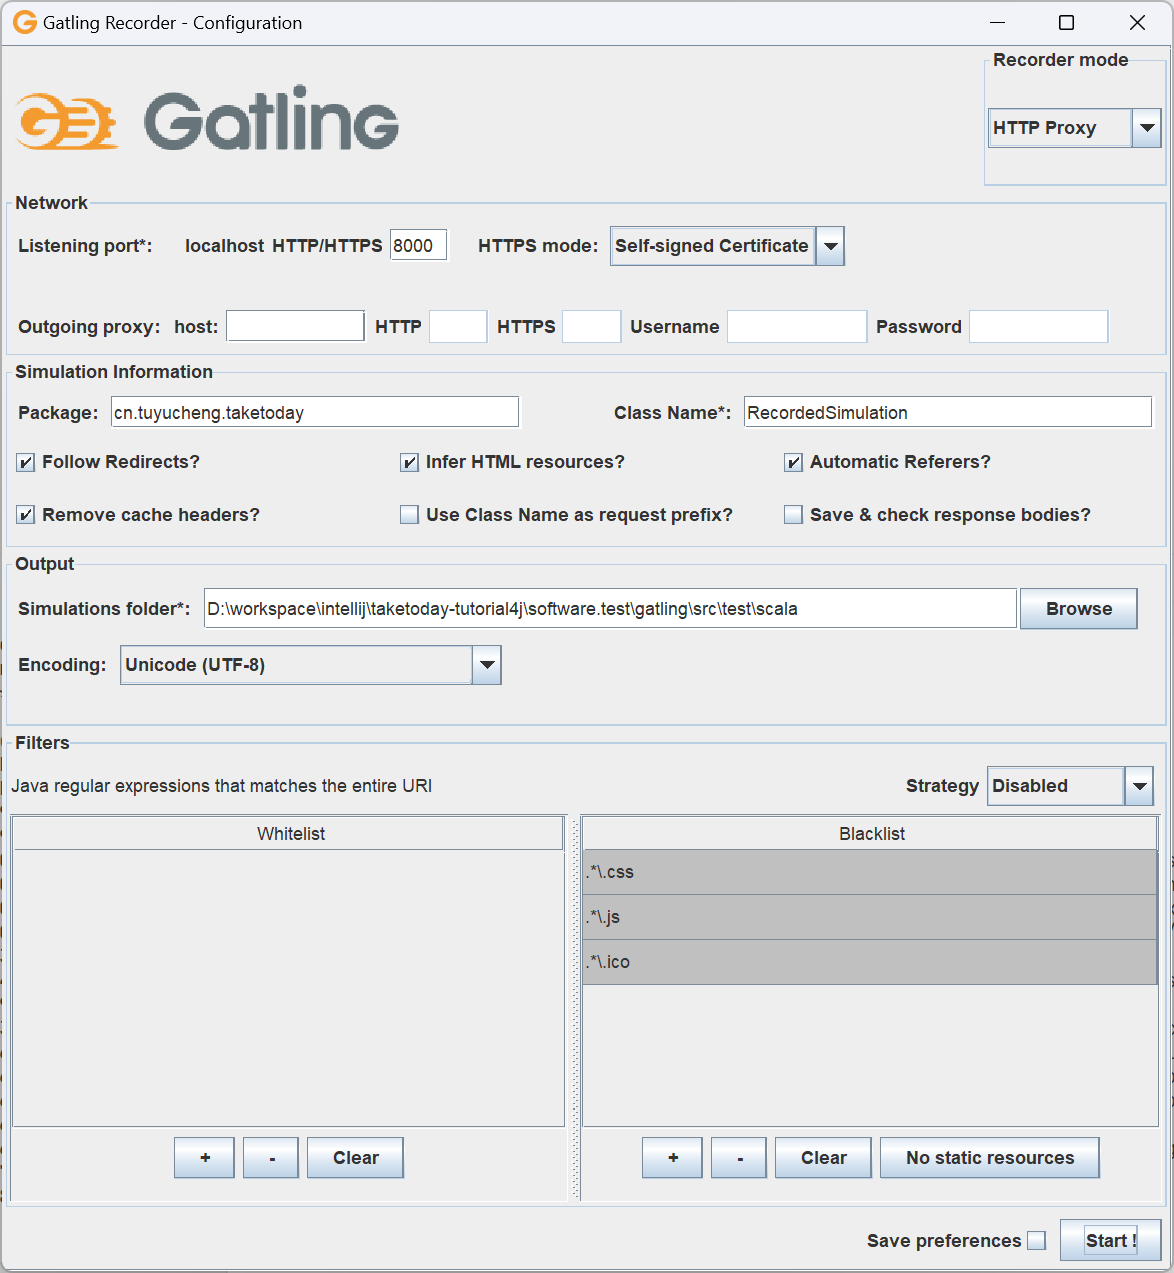 Gatling Recorder - Configuration
Gatling
Recorder mode
HTTP Proxy
Network
Listening port*: localhost HTTP/HTTPS 8000 HTTPS mode: Self-signed Certificate
Outgoing proxy: host: HTTP HTTPS Username Password
Simulation Information
Package: cn.tuyucheng.taketoday Class Name*: RecordedSimulation
Follow Redirects? Infer HTML resources? Automatic Referers?
Remove cache headers? Use Class Name as request prefix? Save & check response bodies?
Output
Simulations folder*: D:\workspace\intellij\taketoday-tutorial4j\software.test\gatling\src\test\scala Browse
Encoding: Unicode (UTF-8)
Filters
Java regular expressions that matches the entire URI Strategy Disabled
Whitelist Blacklist
.*\.css
.*\.js
.*\.ico
+ - Clear + - Clear No static resources
Save preferences Start !